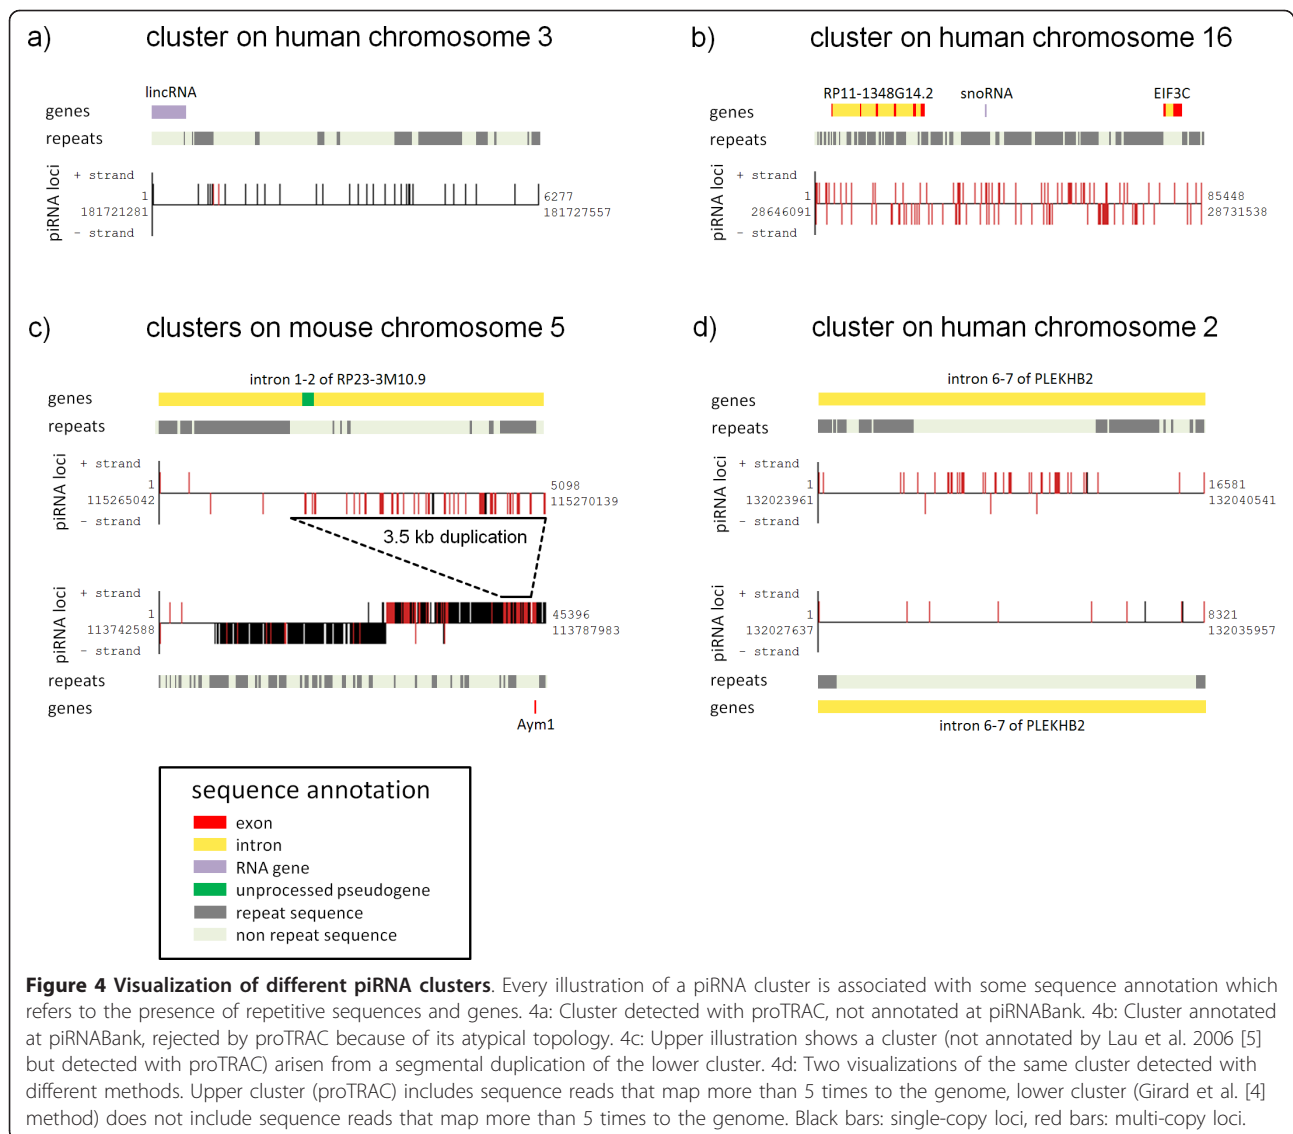 a) cluster on human chromosome 3
lincRNA
genes
repeats
piRNA loci
+ strand
1
181721281
- strand
6277
181727557
b) cluster on human chromosome 16
RP11-1348G14.2 snoRNA EIF3C
genes
repeats
piRNA loci
+ strand
1
28646091
- strand
85448
28731538
c) clusters on mouse chromosome 5
intron 1-2 of RP23-3M10.9
genes
repeats
piRNA loci
+ strand
1
115265042
- strand
5098
115270139
3.5 kb duplication
piRNA loci
+ strand
1
113742588
- strand
45396
113787983
repeats
genes
Aym1
d) cluster on human chromosome 2
intron 6-7 of PLEKHB2
genes
repeats
piRNA loci
+ strand
1
132023961
- strand
16581
132040541
piRNA loci
+ strand
1
132027637
- strand
8321
132035957
repeats
genes
intron 6-7 of PLEKHB2
sequence annotation
exon
intron
RNA gene
unprocessed pseudogene
repeat sequence
non repeat sequence
Figure 4 Visualization of different piRNA clusters. Every illustration of a piRNA cluster is associated with some sequence annotation which
refers to the presence of repetitive sequences and genes. 4a: Cluster detected with proTRAC, not annotated at piRNABank. 4b: Cluster annotated
at piRNABank, rejected by proTRAC because of its atypical topology. 4c: Upper illustration shows a cluster (not annotated by Lau et al. 2006 [5]
but detected with proTRAC) arisen from a segmental duplication of the lower cluster. 4d: Two visualizations of the same cluster detected with
different methods. Upper cluster (proTRAC) includes sequence reads that map more than 5 times to the genome, lower cluster (Girard et al. [4]
method) does not include sequence reads that map more than 5 times to the genome. Black bars: single-copy loci, red bars: multi-copy loci.